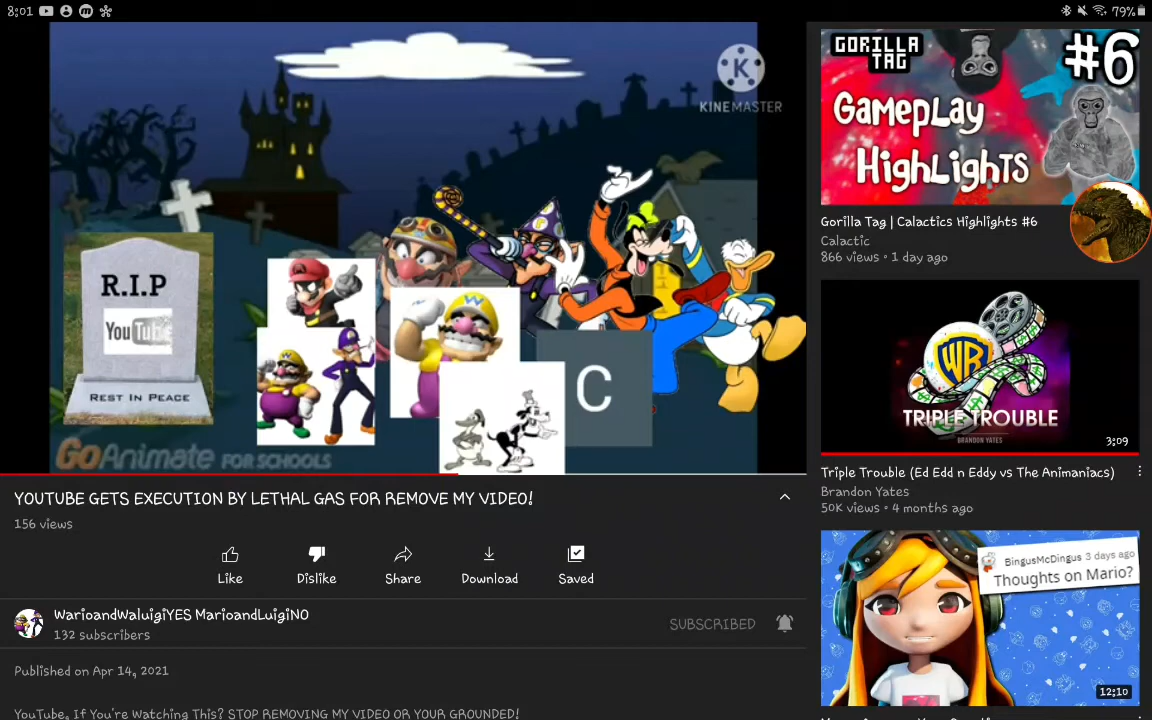 8:01
79%
KINEMASTER
K
R.I.P
YouTube
REST IN PEACE
C
GoAnimate FOR SCHOOLS
YOUTUBE GETS EXECUTION BY LETHAL GAS FOR REMOVE MY VIDEO!
156 views
Like
Dislike
Share
Download
Saved
WarioandWaluigiYES MarioandLuigiNO
132 subscribers
SUBSCRIBED
Published on Apr 14, 2021
YouTube, If You're Watching This? STOP REMOVING MY VIDEO OR YOUR GROUNDED!
GORILLA TAG
#6
GamepLay
HighLights
Gorilla Tag | Calactics Highlights #6
Calactic
866 views • 1 day ago
WB
TRIPLE TROUBLE
BRANDON YATES
3:09
Triple Trouble (Ed Edd n Eddy vs The Animaniacs)
Brandon Yates
50K views • 4 months ago
BingusMcDingus 3 days ago
Thoughts on Mario?
12:10